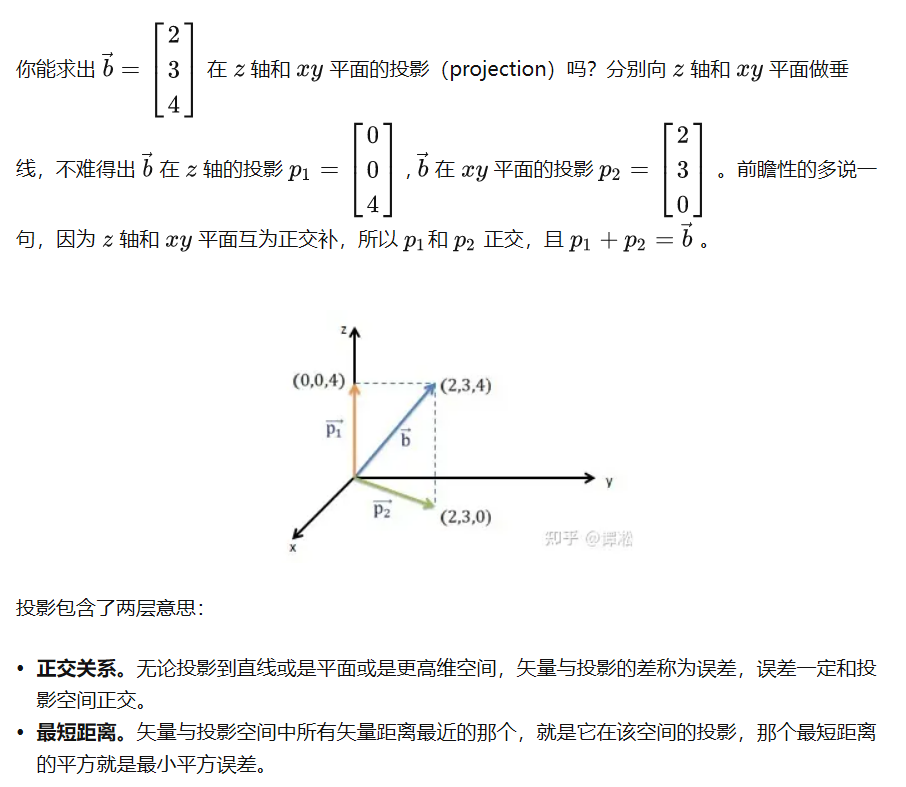 你能求出 $\vec{b} = \begin{bmatrix} 2 \\ 3 \\ 4 \end{bmatrix}$ 在 $z$ 轴和 $xy$ 平面的投影（projection）吗？分别向 $z$ 轴和 $xy$ 平面做垂
线，不难得出 $\vec{b}$ 在 $z$ 轴的投影 $p_1 = \begin{bmatrix} 0 \\ 0 \\ 4 \end{bmatrix}$ , $\vec{b}$ 在 $xy$ 平面的投影 $p_2 = \begin{bmatrix} 2 \\ 3 \\ 0 \end{bmatrix}$ 。前瞻性的多说一
句，因为 $z$ 轴和 $xy$ 平面互为正交补，所以 $p_1$ 和 $p_2$ 正交，且 $p_1 + p_2 = \vec{b}$ 。
z
(0,0,4)
(2,3,4)
$\vec{p_1}$
$\vec{b}$
y
$\vec{p_2}$
(2,3,0)
x
知乎 @谭淞
投影包含了两层意思：
• 正交关系。无论投影到直线或是平面或是更高维空间，矢量与投影的差称为误差，误差一定和投
影空间正交。
• 最短距离。矢量与投影空间中所有矢量距离最近的那个，就是它在该空间的投影，那个最短距离
的平方就是最小平方误差。